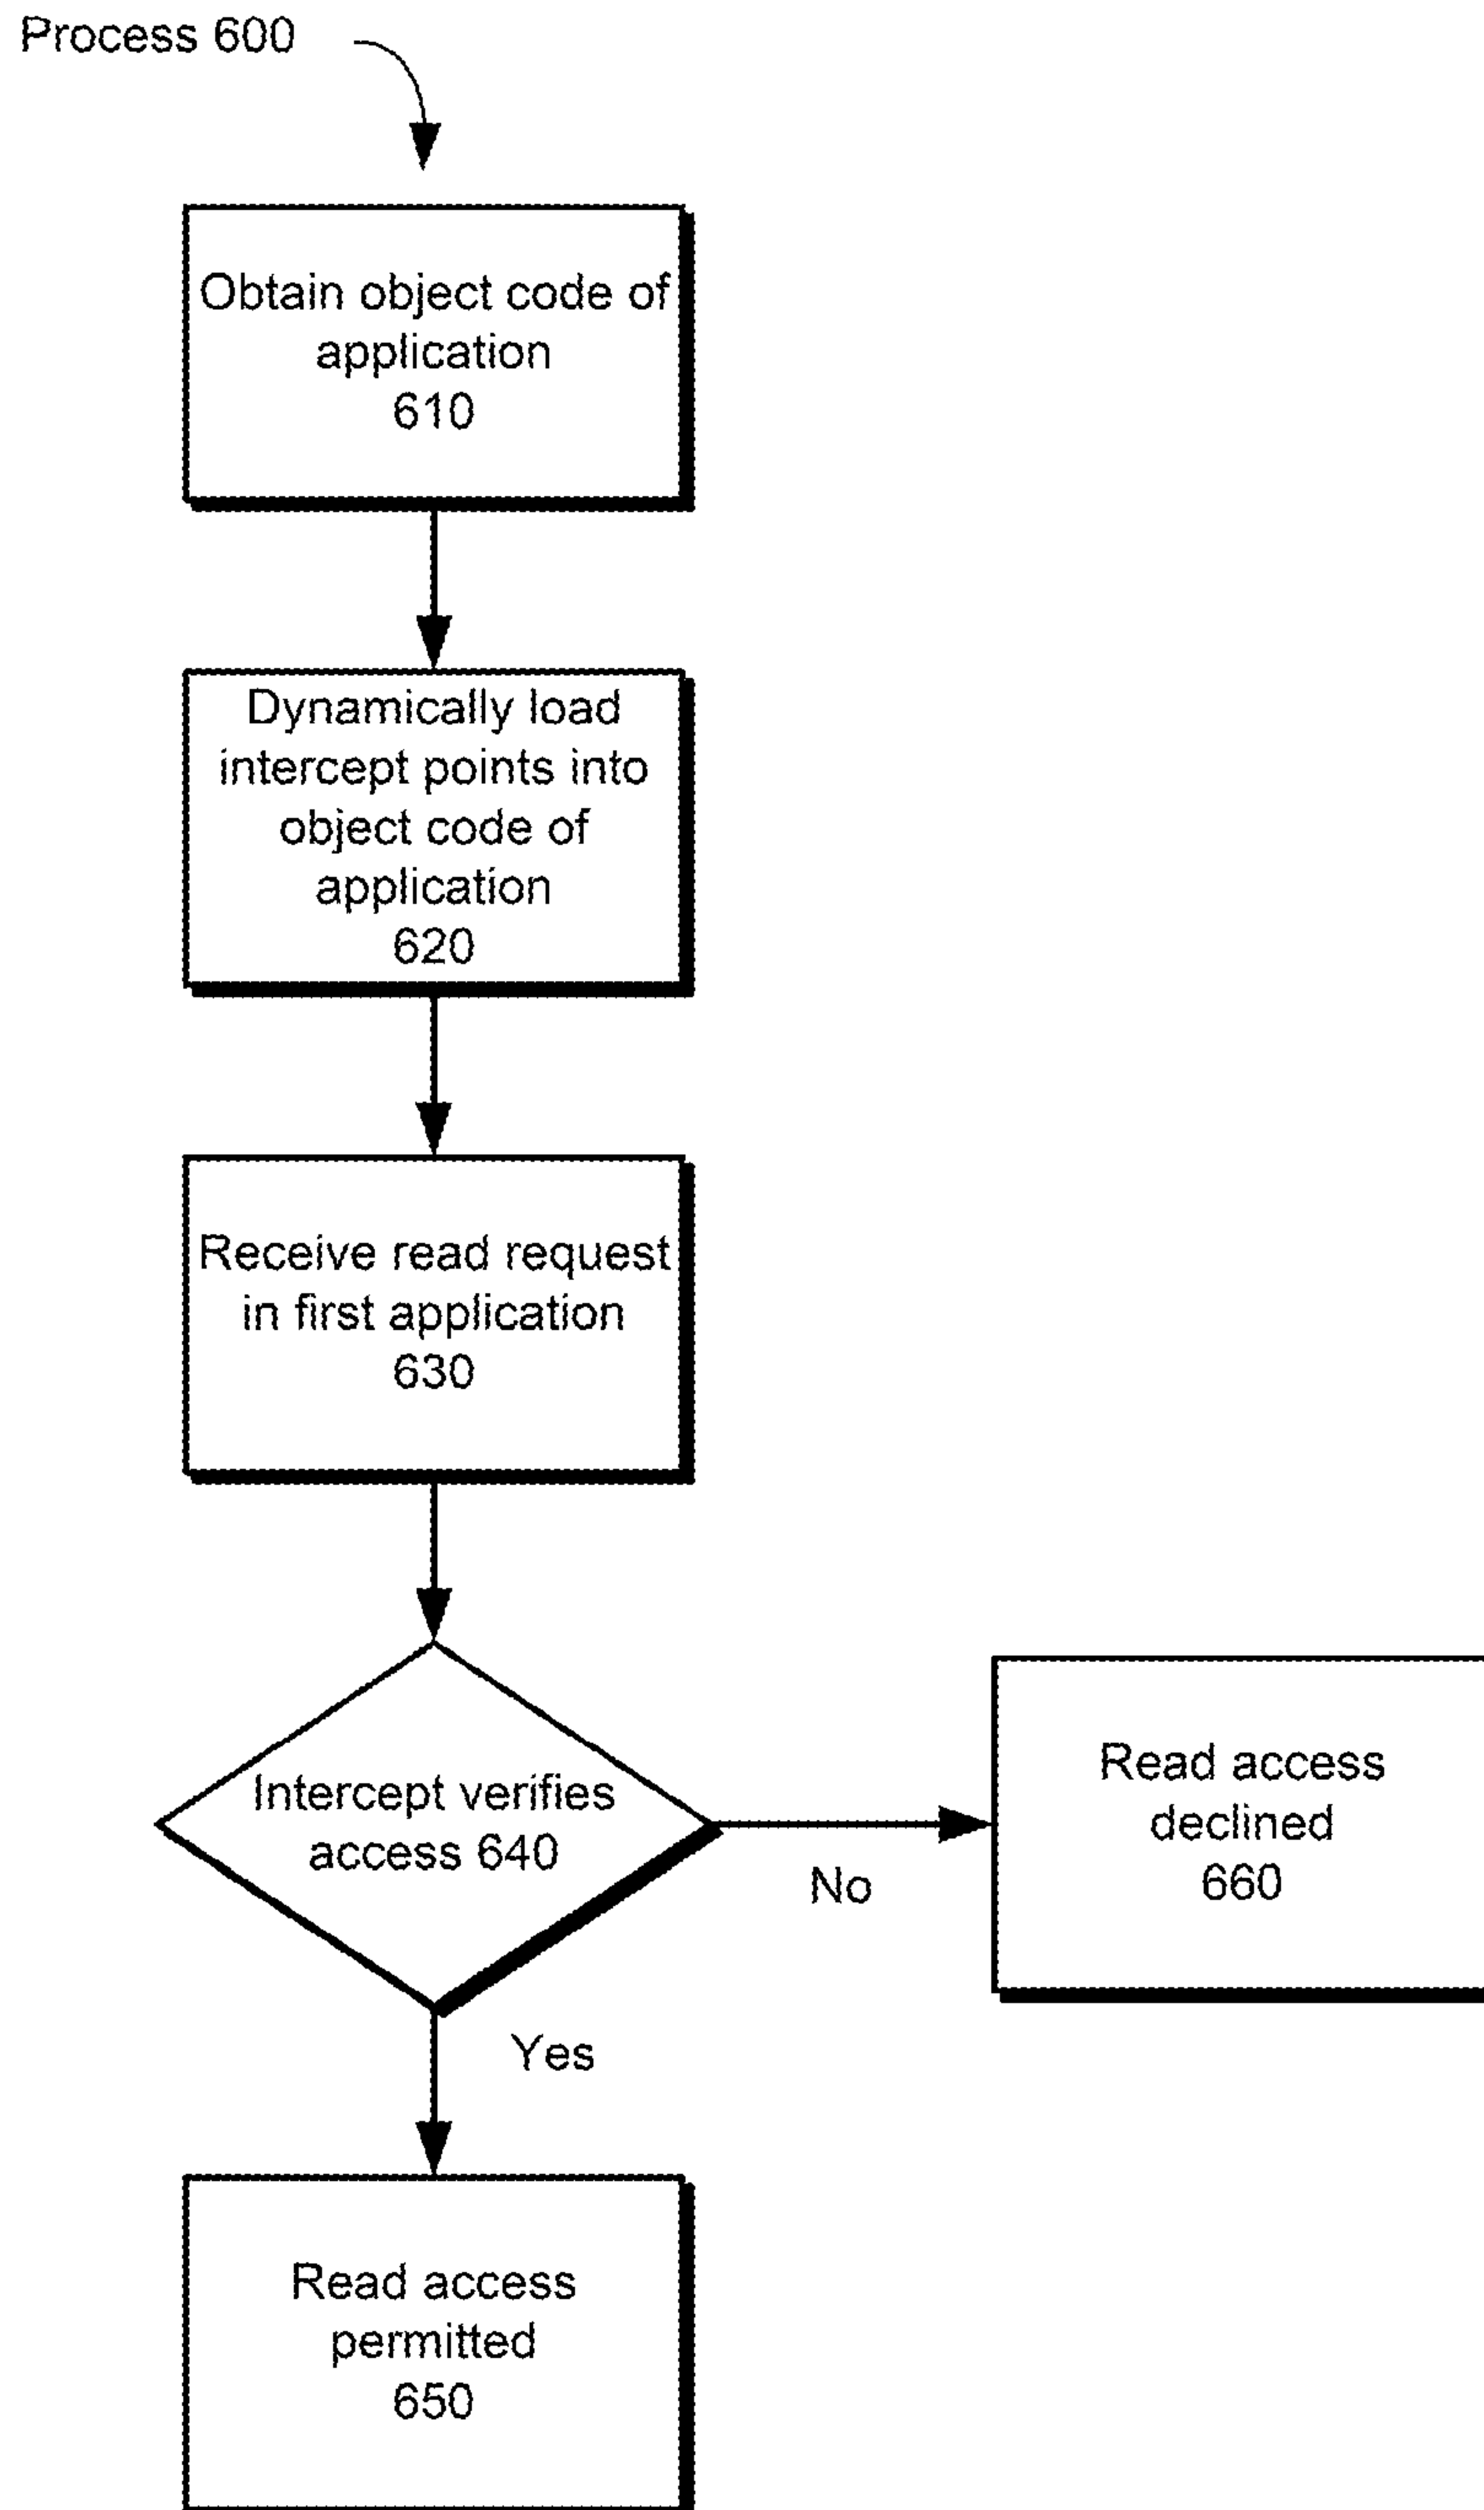 Process 600
Obtain object code of
application
610
Dynamically load
intercept points into
object code of
application
620
Receive read request
in first application
630
Intercept verifies
access 640
No
Read access
declined
660
Yes
Read access
permitted
650